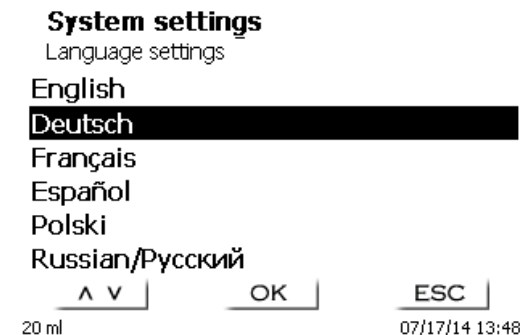 System settings
Language settings
English
Deutsch
Français
Español
Polski
Russian/Русский
∧ ∨ OK ESC
20 ml 07/17/14 13:48